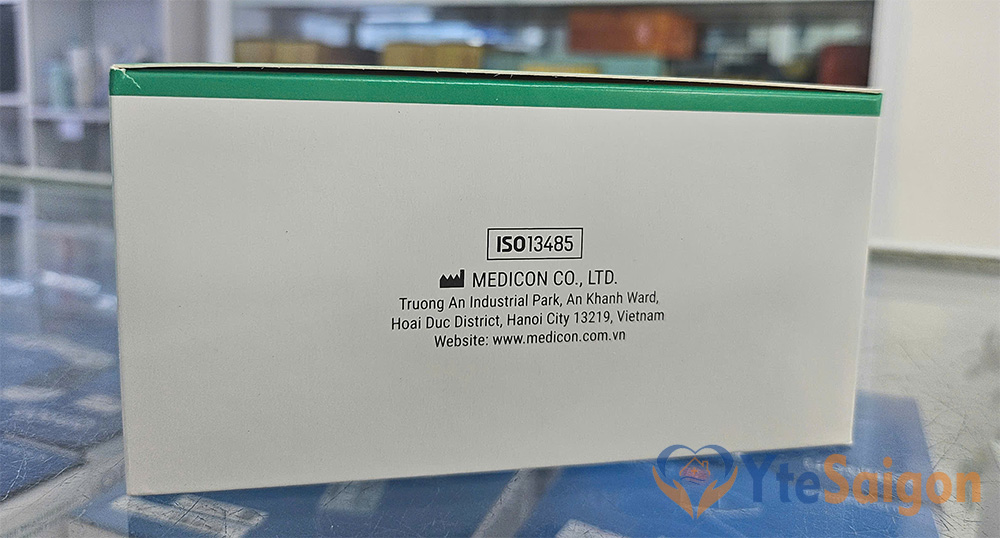 ISO13485
MEDICON CO., LTD.
Truong An Industrial Park, An Khanh Ward,
Hoai Duc District, Hanoi City 13219, Vietnam
Website: www.medicon.com.vn
YteSaigon